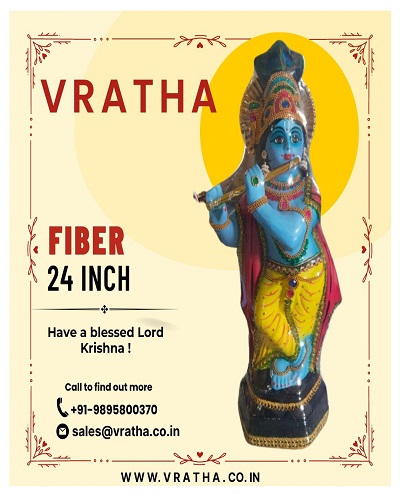 VRATHA
FIBER
24 INCH
Have a blessed Lord
Krishna !
Call to find out more
+91-9895800370
sales@vratha.co.in
WWW.VRATHA.CO.IN